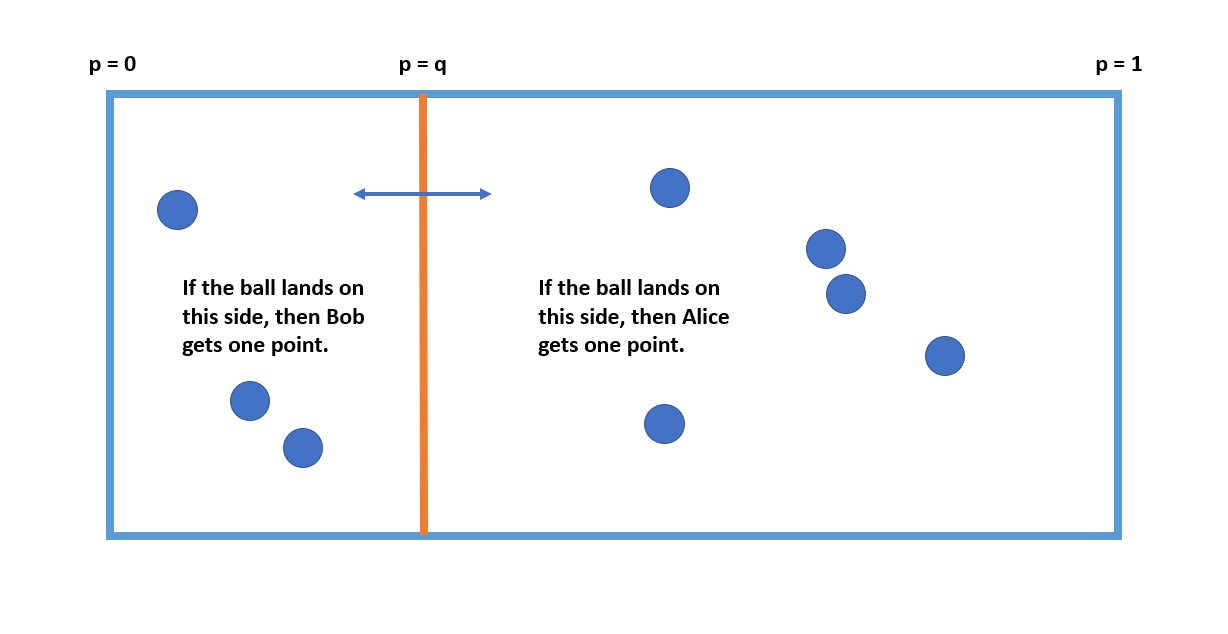 p = 0
p = q
p = 1
If the ball lands on
this side, then Bob
gets one point.
If the ball lands on
this side, then Alice
gets one point.